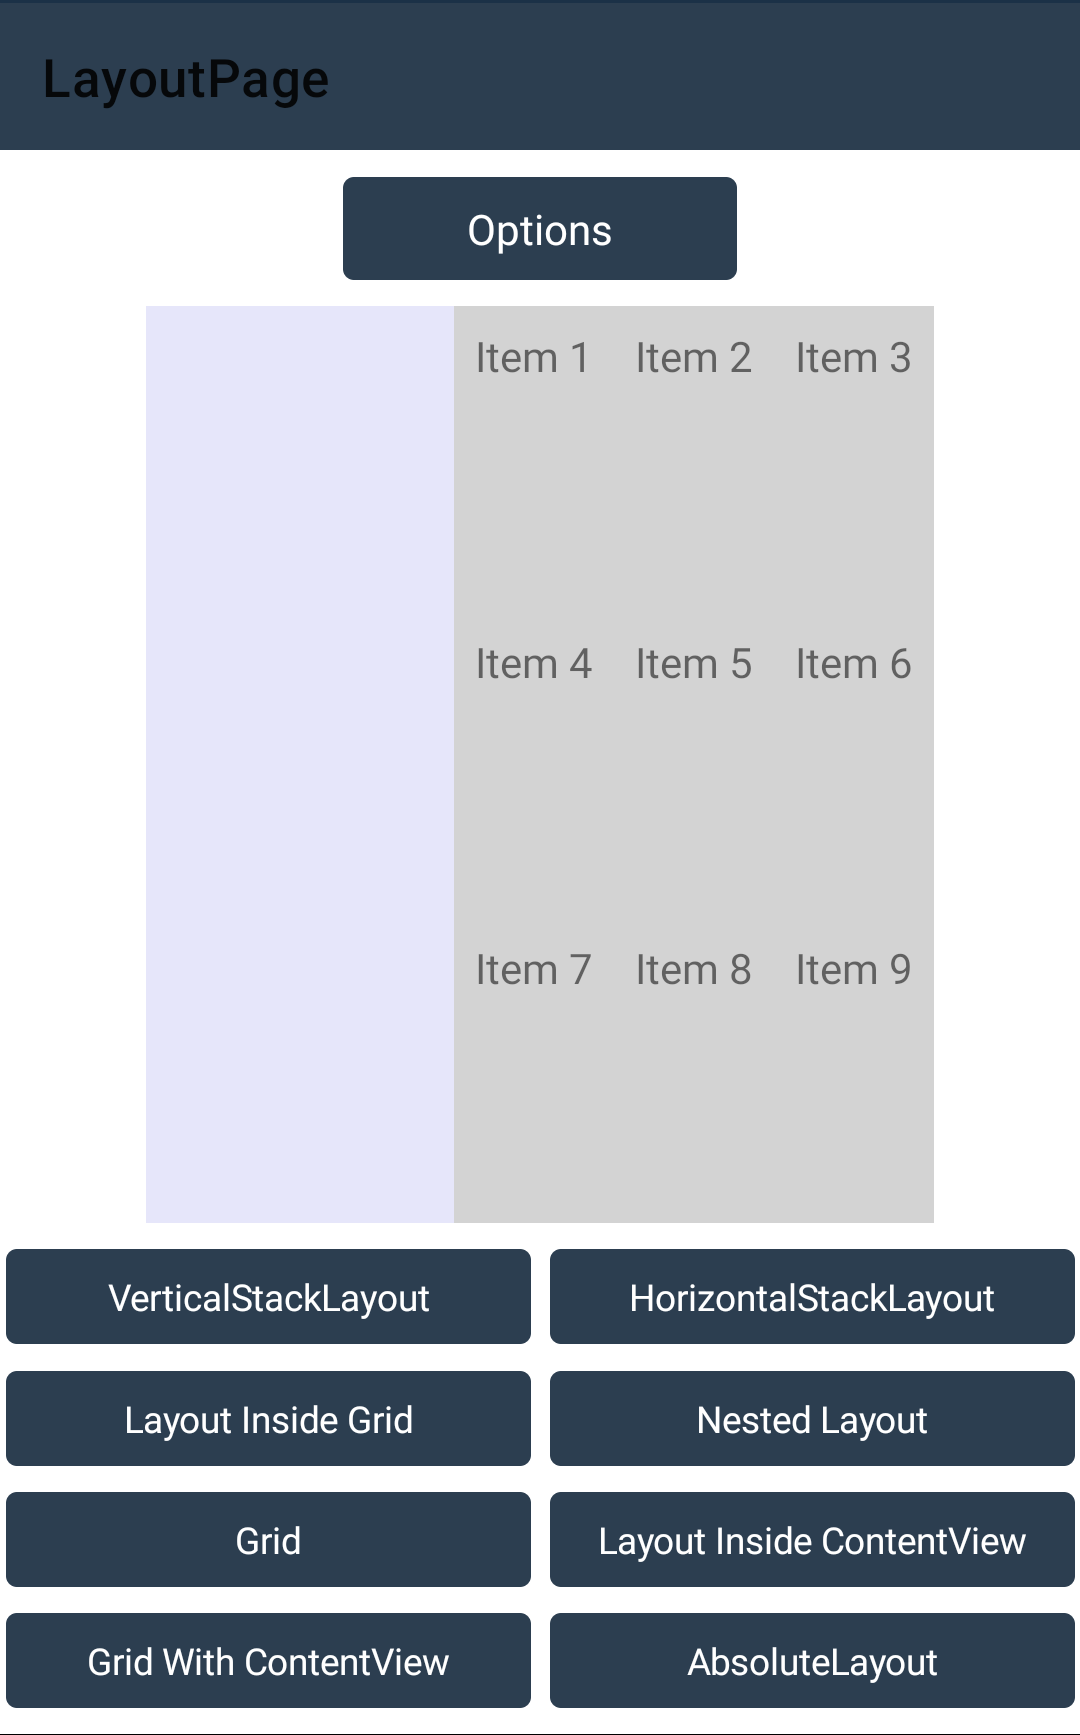 LayoutPage
Options
Item 1 Item 2 Item 3
Item 4 Item 5 Item 6
Item 7 Item 8 Item 9
VerticalStackLayout HorizontalStackLayout
Layout Inside Grid Nested Layout
Grid Layout Inside ContentView
Grid With ContentView AbsoluteLayout